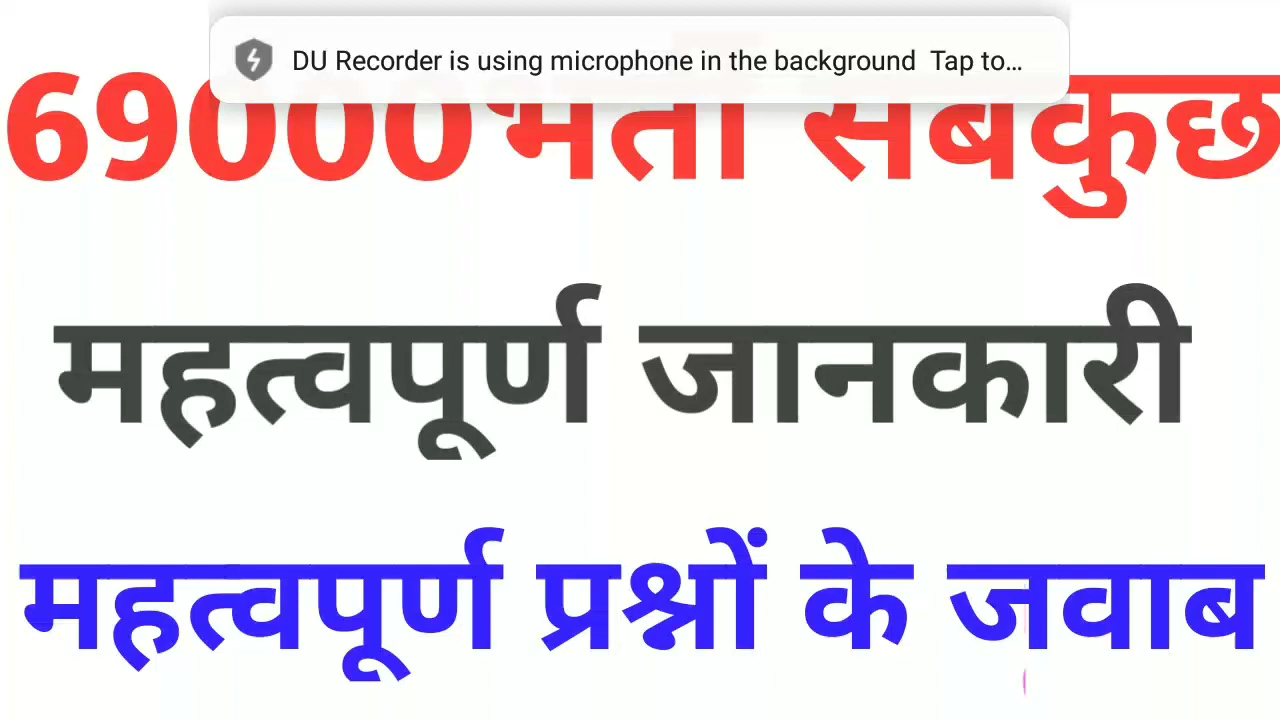 DU Recorder is using microphone in the background Tap to...
69000भर्ती सबकुछ
महत्वपूर्ण जानकारी
महत्वपूर्ण प्रश्नों के जवाब